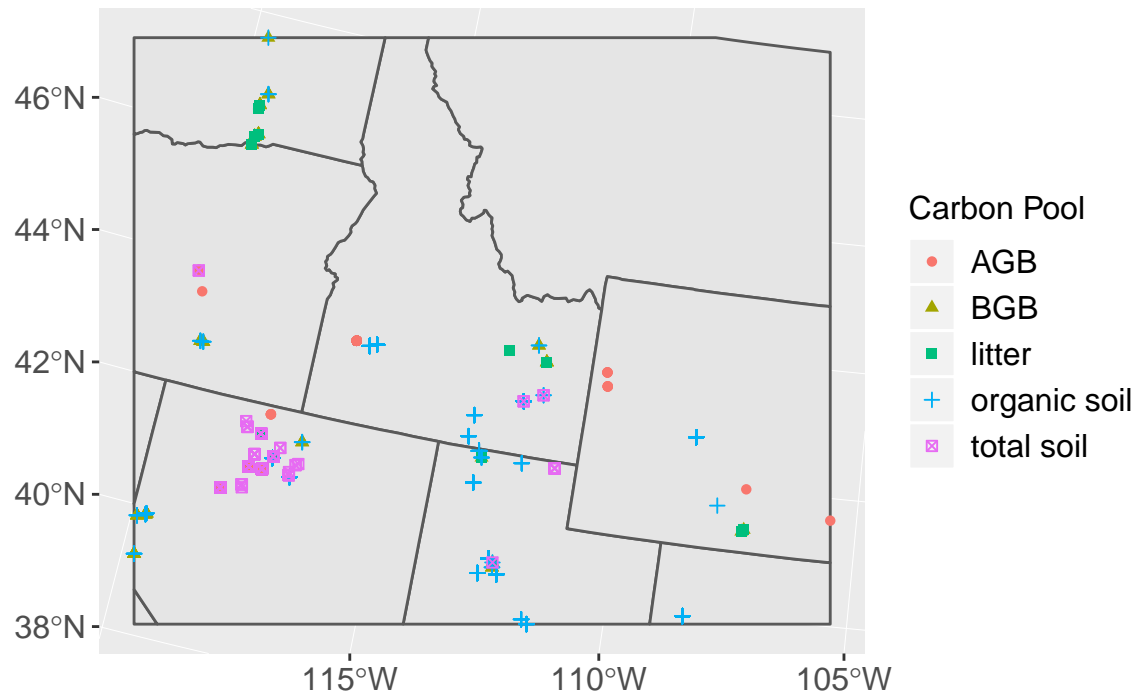 46°N
44°N
42°N
40°N
38°N
115°W
110°W
105°W
Carbon Pool
AGB
BGB
litter
organic soil
total soil